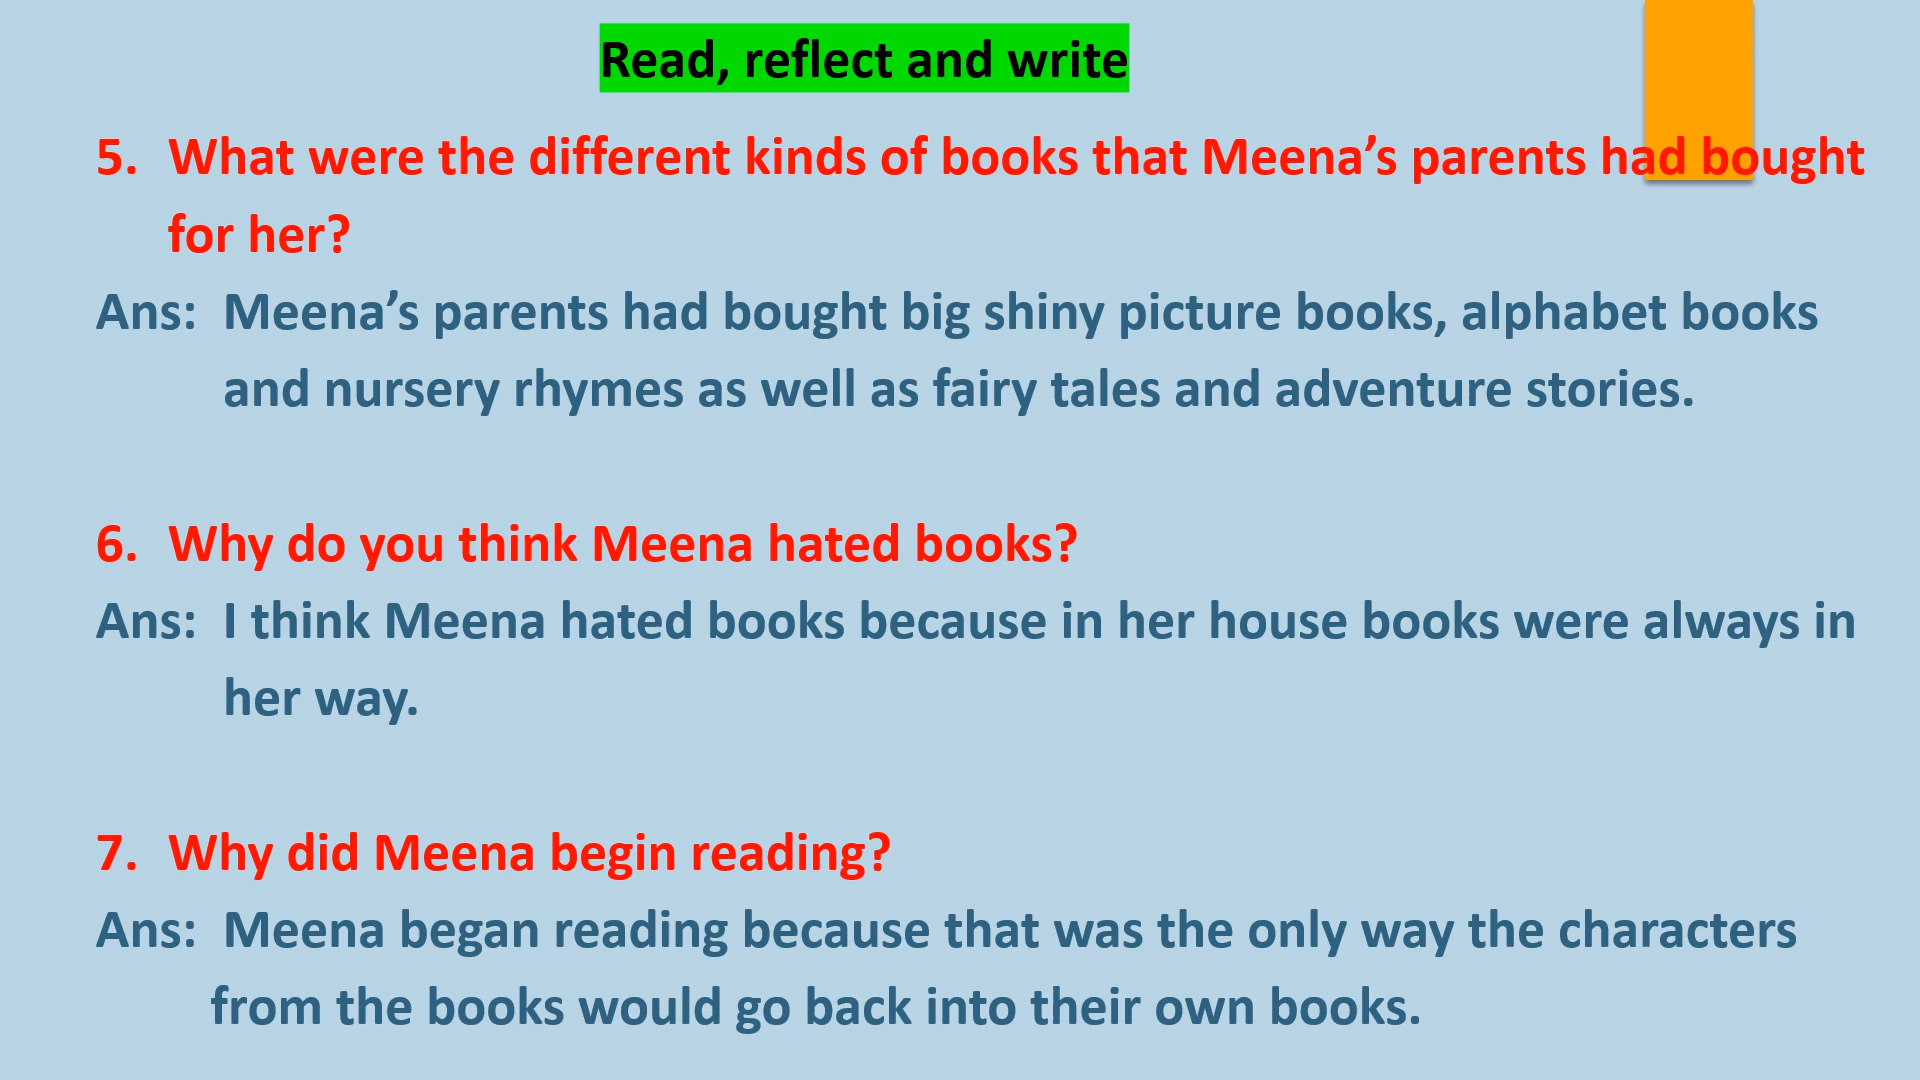 Read, reflect and write
5. What were the different kinds of books that Meena’s parents had bought
for her?
Ans: Meena’s parents had bought big shiny picture books, alphabet books
and nursery rhymes as well as fairy tales and adventure stories.
6. Why do you think Meena hated books?
Ans: I think Meena hated books because in her house books were always in
her way.
7. Why did Meena begin reading?
Ans: Meena began reading because that was the only way the characters
from the books would go back into their own books.